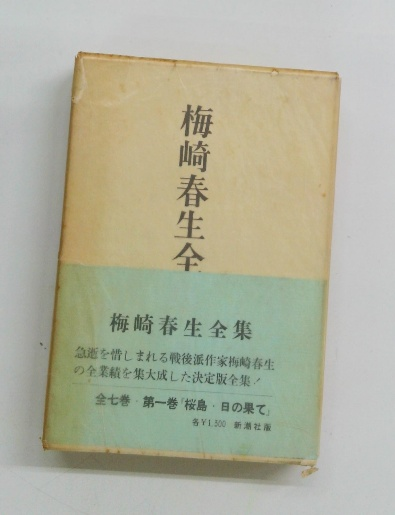 梅崎春生全
梅崎春生全集
急逝を惜しまれる戦後派作家梅崎春生
の全業績を集大成した決定版全集！
全七巻・第一巻「桜島・日の果て」
各¥1,500 新潮社版